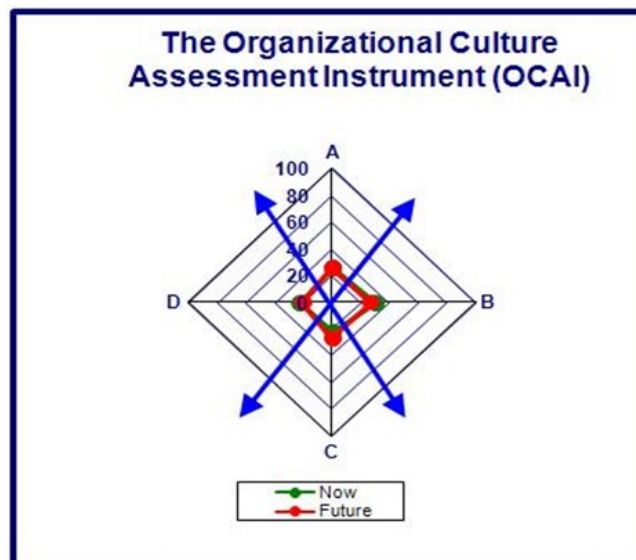 The Organizational Culture
Assessment Instrument (OCAI)
A
100
80
60
40
20
D
0
B
C
Now
Future